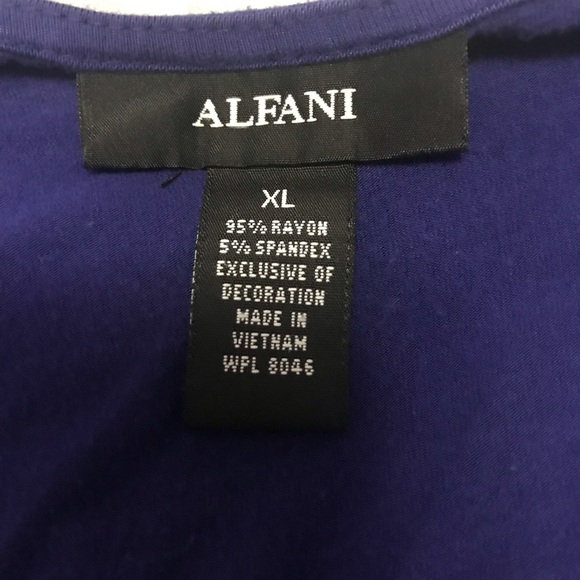 ALFANI
XL
95% RAYON
5% SPANDEX
EXCLUSIVE OF
DECORATION
MADE IN
VIETNAM
WPL 8046